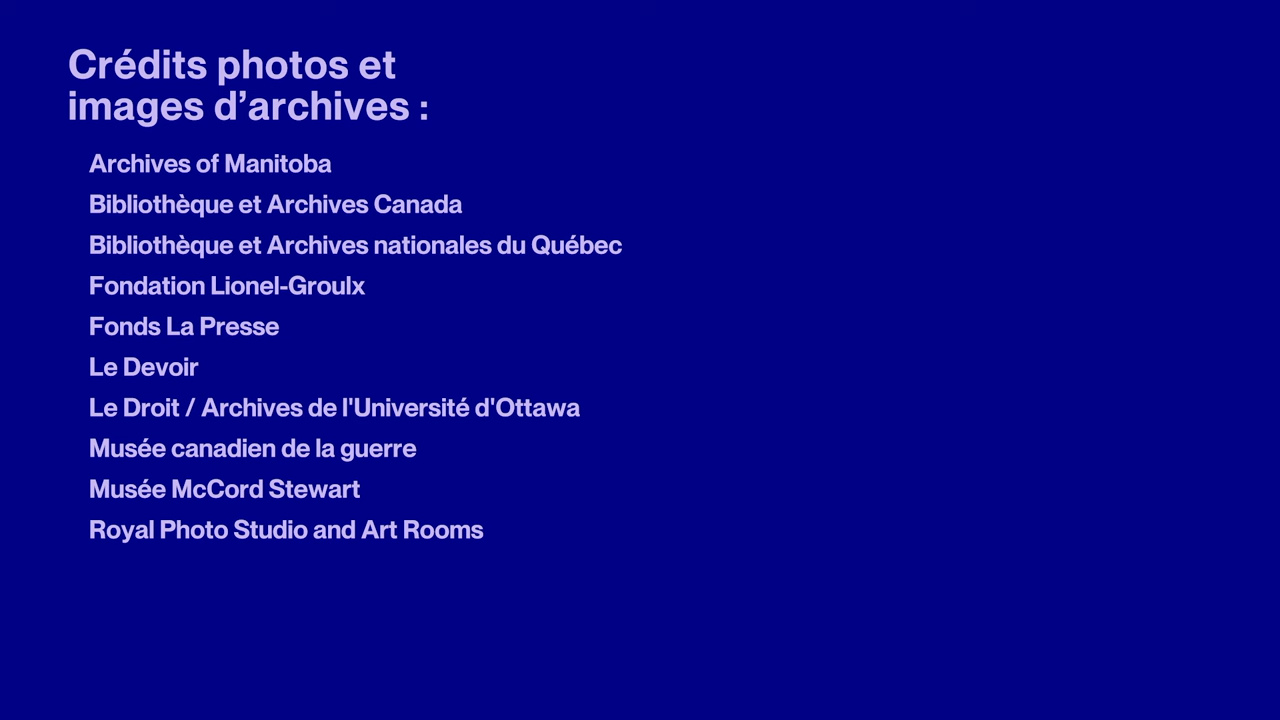 Crédits photos et
images d’archives :
Archives of Manitoba
Bibliothèque et Archives Canada
Bibliothèque et Archives nationales du Québec
Fondation Lionel-Groulx
Fonds La Presse
Le Devoir
Le Droit / Archives de l'Université d'Ottawa
Musée canadien de la guerre
Musée McCord Stewart
Royal Photo Studio and Art Rooms